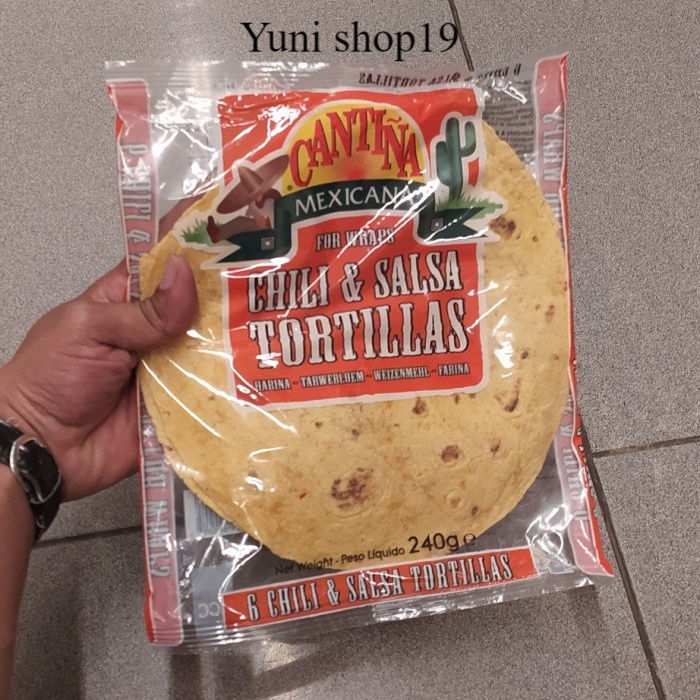 Yuni shop19
CANTIÑA
MEXICANA
FOR WRAPS
CHILI & SALSA
TORTILLAS
HARINA - TARWEBLOEM - WEIZENMEHL - FARINA
Net Weight - Peso Líquido 240g e
6 CHILI & SALSA TORTILLAS